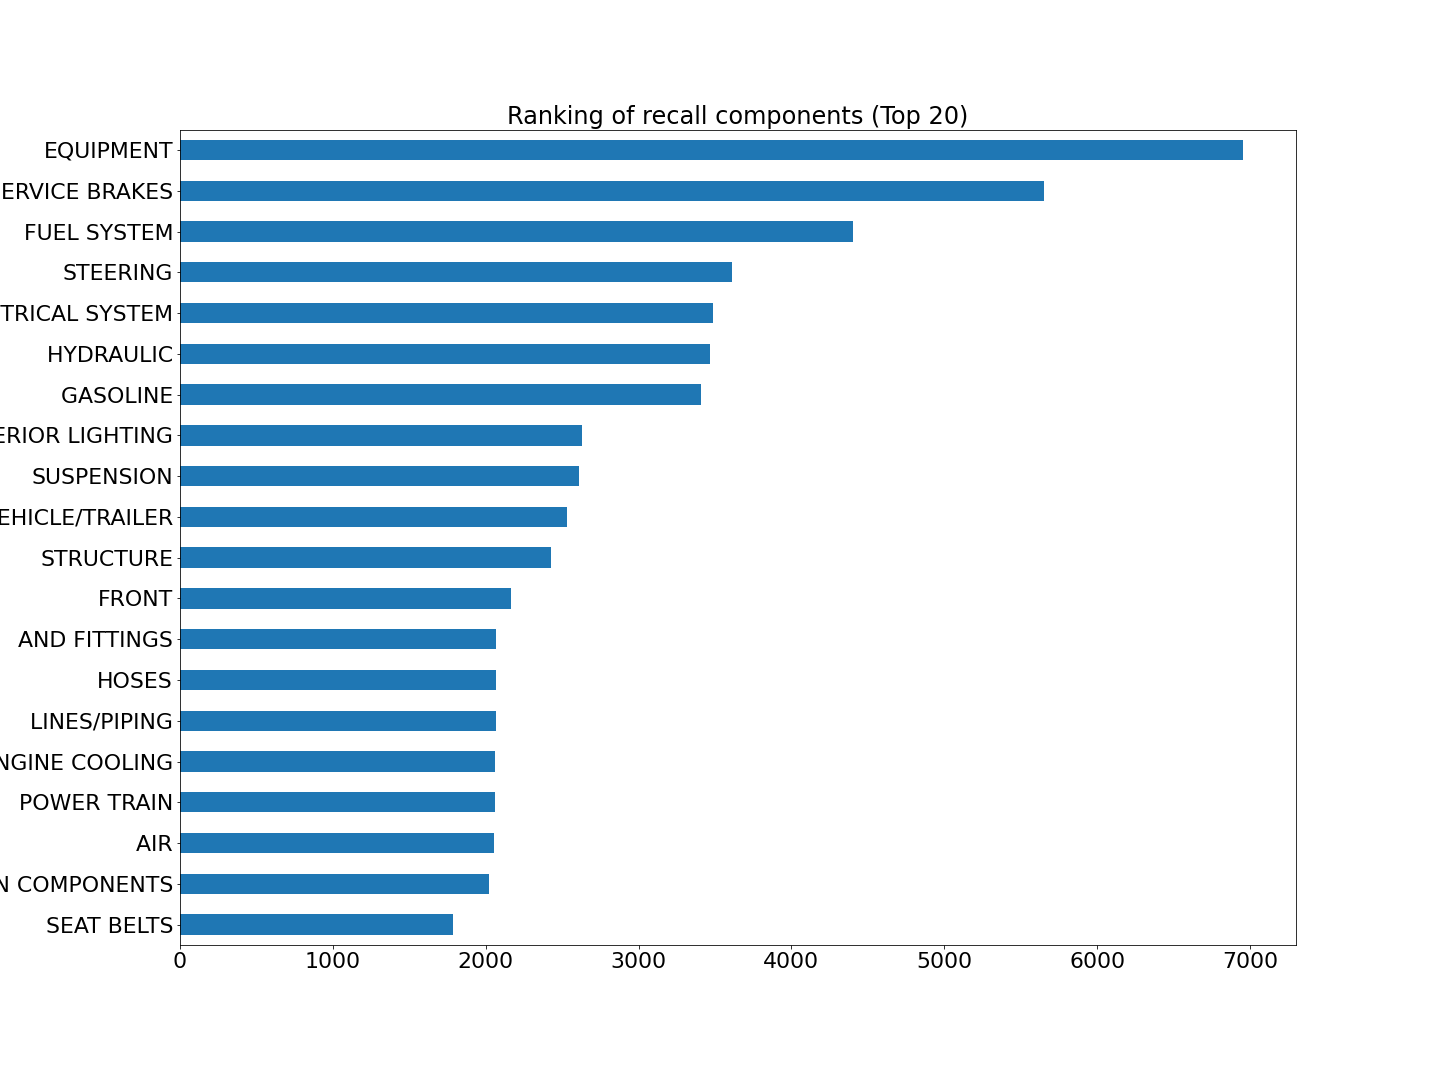 Ranking of recall components (Top 20)
EQUIPMENT
ERVICE BRAKES
FUEL SYSTEM
STEERING
TRICAL SYSTEM
HYDRAULIC
GASOLINE
ERIOR LIGHTING
SUSPENSION
EHICLE/TRAILER
STRUCTURE
FRONT
AND FITTINGS
HOSES
LINES/PIPING
NGINE COOLING
POWER TRAIN
AIR
N COMPONENTS
SEAT BELTS
0 1000 2000 3000 4000 5000 6000 7000